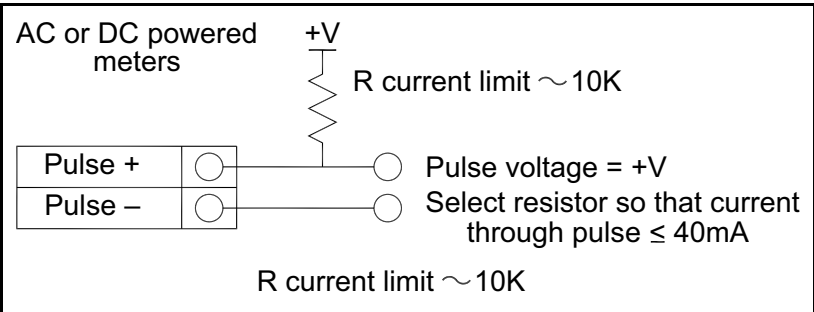 AC or DC powered
meters
+V
R current limit ～10K
Pulse +
Pulse voltage = +V
Pulse –
Select resistor so that current
through pulse ≤ 40mA
R current limit ～10K